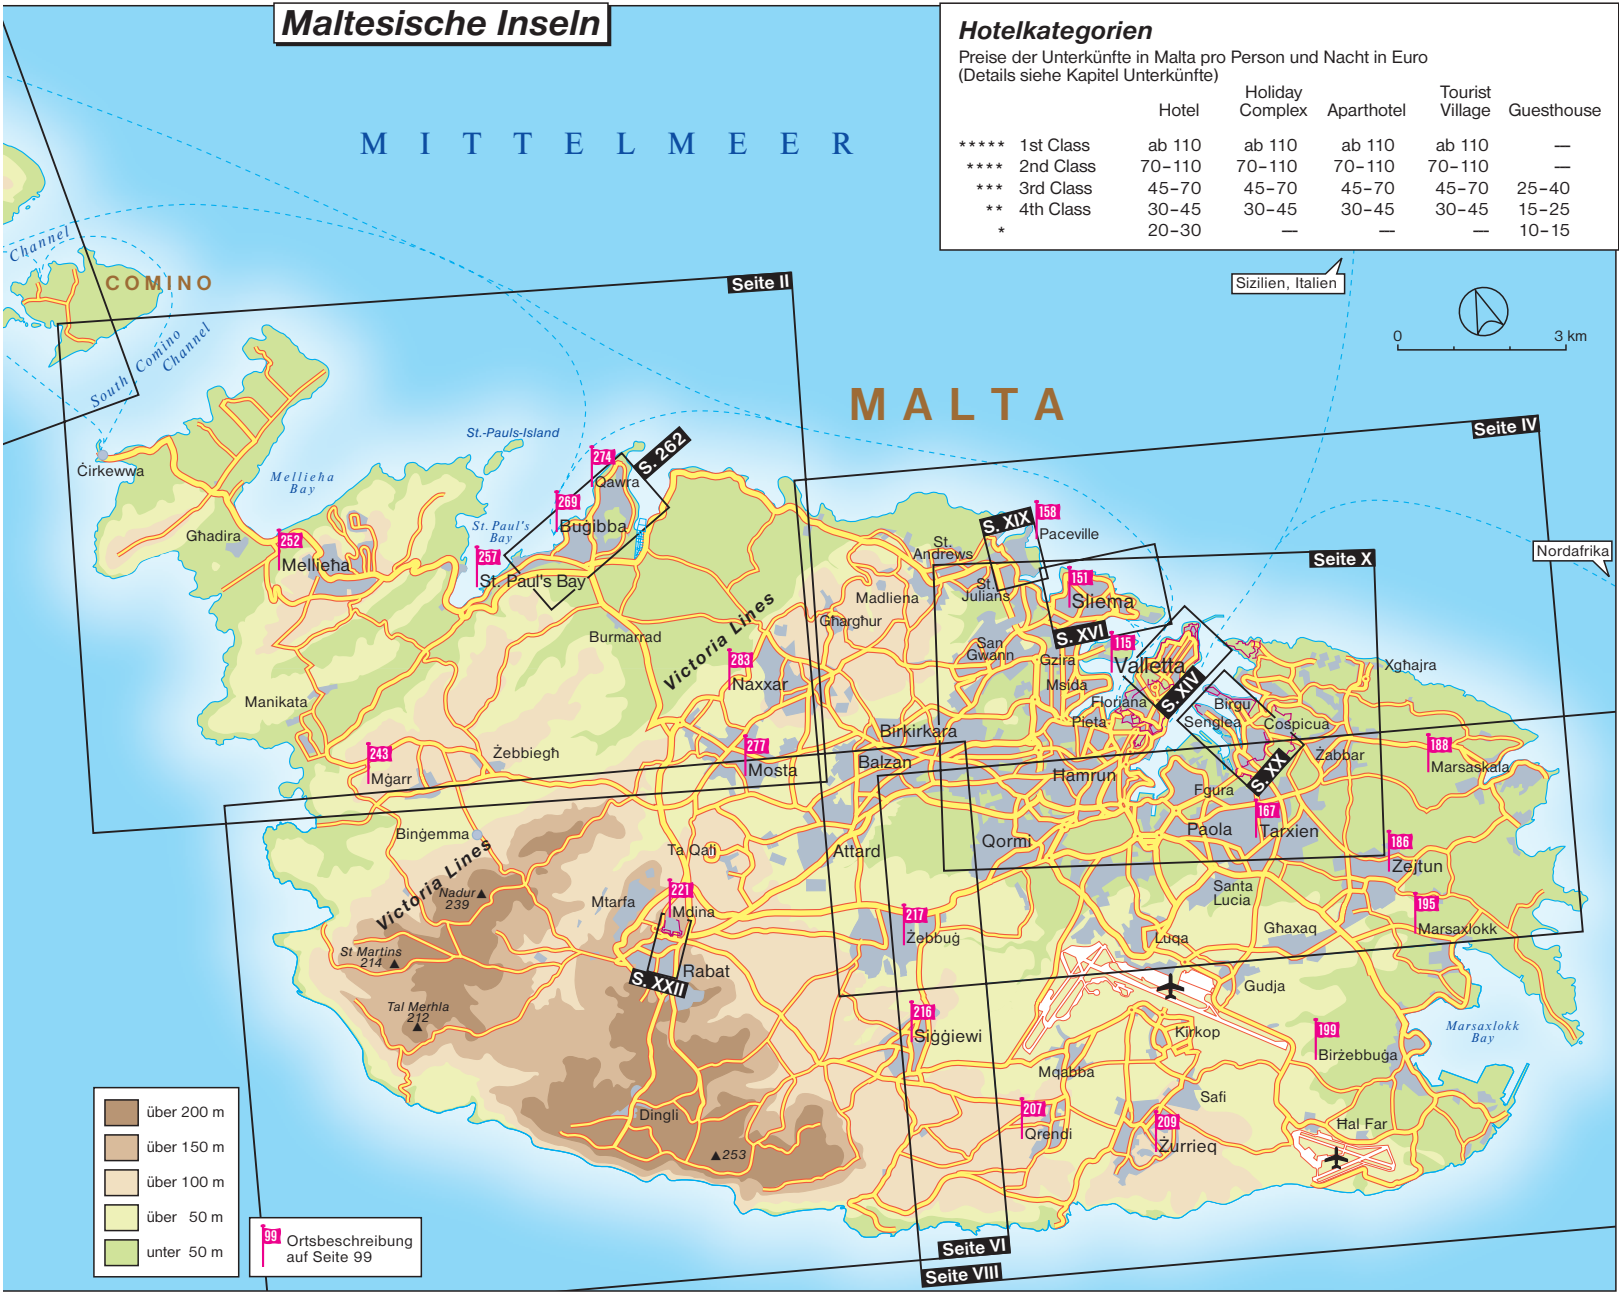 Maltesische Inseln
Hotelkategorien
Preise der Unterkünfte in Malta pro Person und Nacht in Euro
(Details siehe Kapitel Unterkünfte)
Hotel Holiday Complex Aparthotel Tourist Village Guesthouse
***** 1st Class ab 110 ab 110 ab 110 ab 110 —
**** 2nd Class 70–110 70–110 70–110 70–110 —
*** 3rd Class 45–70 45–70 45–70 45–70 25–40
** 4th Class 30–45 30–45 30–45 30–45 15–25
* 20–30 — — — 10–15
MITTELMEER
Channel
COMINO
South Comino
Channel
Seite II
Sizilien, Italien
0 3 km
MALTA
Seite IV
St.-Pauls-Island
S. 262
274
Qawra
Ċirkewwa
Mellieħa
Bay
269
Buġibba
St. Paul's
Bay
S. XIX
158
Paceville
Għadira
252
Mellieħa
257
St. Paul's Bay
St.
Andrews
Seite X
Nordafrika
St.
Julians
151
Sliema
Madliena
Għargħur
Burmarrad
Victoria Lines
S. XVI
115
Valletta
San
Gwann
Gzira
Msida
Xgħajra
283
Naxxar
S. XIV
Manikata
Floriana
Pieta
Birgu
Senglea
Cospicua
Birkirkara
Balzan
277
Mosta
243
Mġarr
Żebbiegħ
Żabbar
188
Marsaskala
S. XX
Hamrun
Fgura
167
Tarxien
Paola
Binġemma
Ta Qali
Attard
Qormi
186
Zejtun
Victoria Lines
Nadur
239
Mtarfa
221
Mdina
Santa
Lucia
195
Marsaxlokk
217
Żebbuġ
Luqa
Għaxaq
St Martins
214
Rabat
S. XXII
Gudja
Tal Merhla
212
216
Siġġiewi
Kirkop
199
Birżebbuġa
Marsaxlokk
Bay
Mqabba
Safi
Dingli
207
Qrendi
209
Żurrieq
Ħal Far
253
über 200 m
über 150 m
über 100 m
über 50 m
unter 50 m
99
Ortsbeschreibung
auf Seite 99
Seite VI
Seite VIII